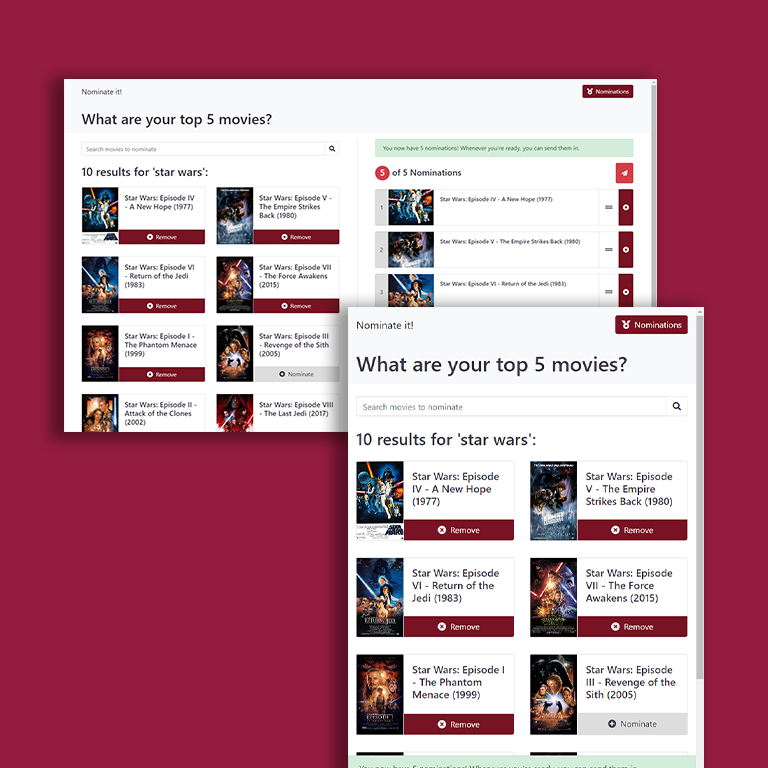 Nominate it!
Nominations
What are your top 5 movies?
Search movies to nominate
10 results for 'star wars':
Star Wars: Episode IV
- A New Hope (1977)
Remove
Star Wars: Episode V -
The Empire Strikes
Back (1980)
Remove
Star Wars: Episode VI
- Return of the Jedi
(1983)
Remove
Star Wars: Episode VII
- The Force Awakens
(2015)
Remove
Star Wars: Episode I -
The Phantom Menace
(1999)
Remove
Star Wars: Episode III
- Revenge of the Sith
(2005)
Nominate
Star Wars: Episode II -
Attack of the Clones
(2002)
Star Wars: Episode VIII
- The Last Jedi (2017)
You now have 5 nominations! Whenever you're ready, you can send them in.
5 of 5 Nominations
1
Star Wars: Episode IV - A New Hope (1977)
2
Star Wars: Episode V - The Empire Strikes Back (1980)
3
Star Wars: Episode VI - Return of the Jedi (1983)
Nominate it!
Nominations
What are your top 5 movies?
Search movies to nominate
10 results for 'star wars':
Star Wars: Episode
IV - A New Hope
(1977)
STAR
WARS
Remove
Star Wars: Episode
V - The Empire
Strikes Back (1980)
Remove
Star Wars: Episode
VI - Return of the
Jedi (1983)
Remove
Star Wars: Episode
VII - The Force
Awakens (2015)
Remove
Star Wars: Episode I
- The Phantom
Menace (1999)
Remove
Star Wars: Episode
III - Revenge of the
Sith (2005)
Nominate
You now have 5 nominations! Whenever you're ready, you can send them in.